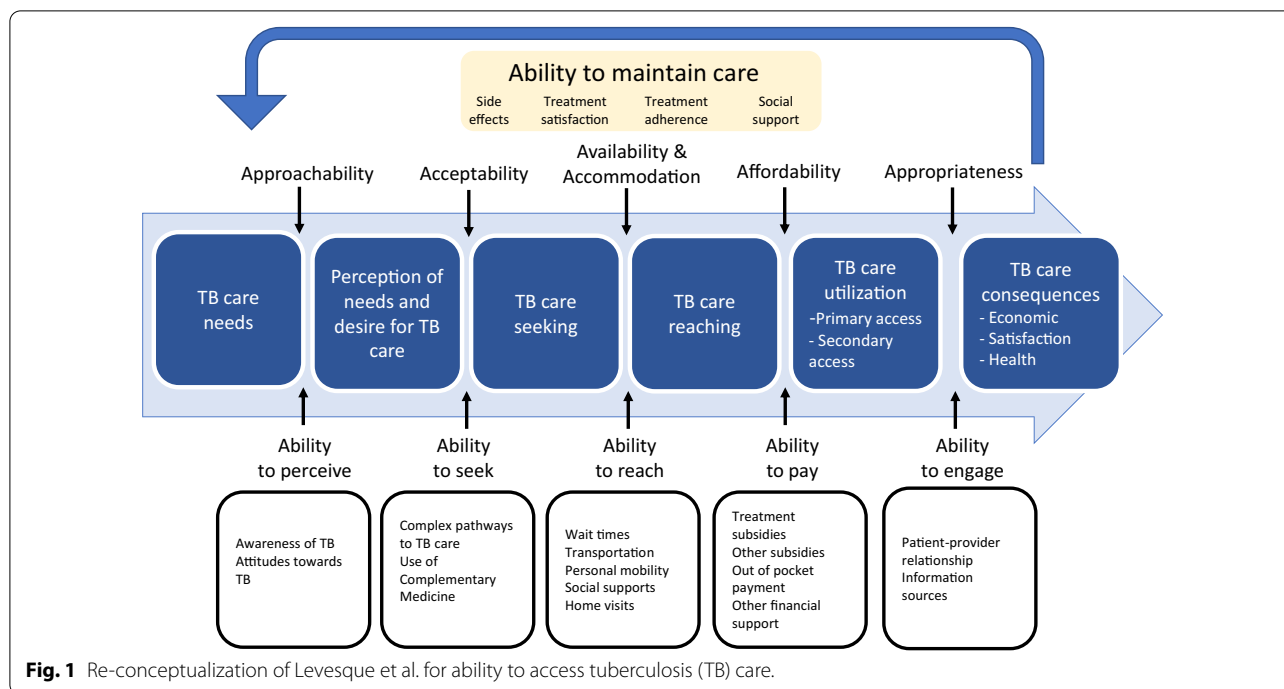 Ability to maintain care
Side
effects
Treatment
satisfaction
Treatment
adherence
Social
support
Approachability
Acceptability
Availability &
Accommodation
Affordability
Appropriateness
TB care
needs
Perception of
needs and
desire for TB
care
TB care
seeking
TB care
reaching
TB care
utilization
-Primary access
- Secondary
access
TB care
consequences
- Economic
- Satisfaction
- Health
Ability
to perceive
Ability
to seek
Ability
to reach
Ability
to pay
Ability
to engage
Awareness of TB
Attitudes towards
TB
Complex pathways
to TB care
Use of
Complementary
Medicine
Wait times
Transportation
Personal mobility
Social supports
Home visits
Treatment
subsidies
Other subsidies
Out of pocket
payment
Other financial
support
Patient-provider
relationship
Information
sources
Fig. 1 Re-conceptualization of Levesque et al. for ability to access tuberculosis (TB) care.